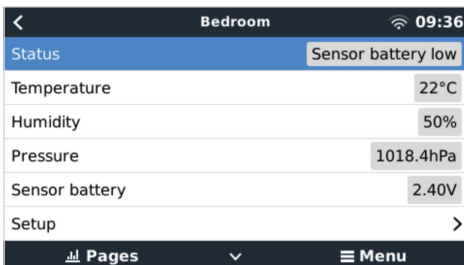 Bedroom 09:36
Status Sensor battery low
Temperature 22°C
Humidity 50%
Pressure 1018.4hPa
Sensor battery 2.40V
Setup
Pages Menu